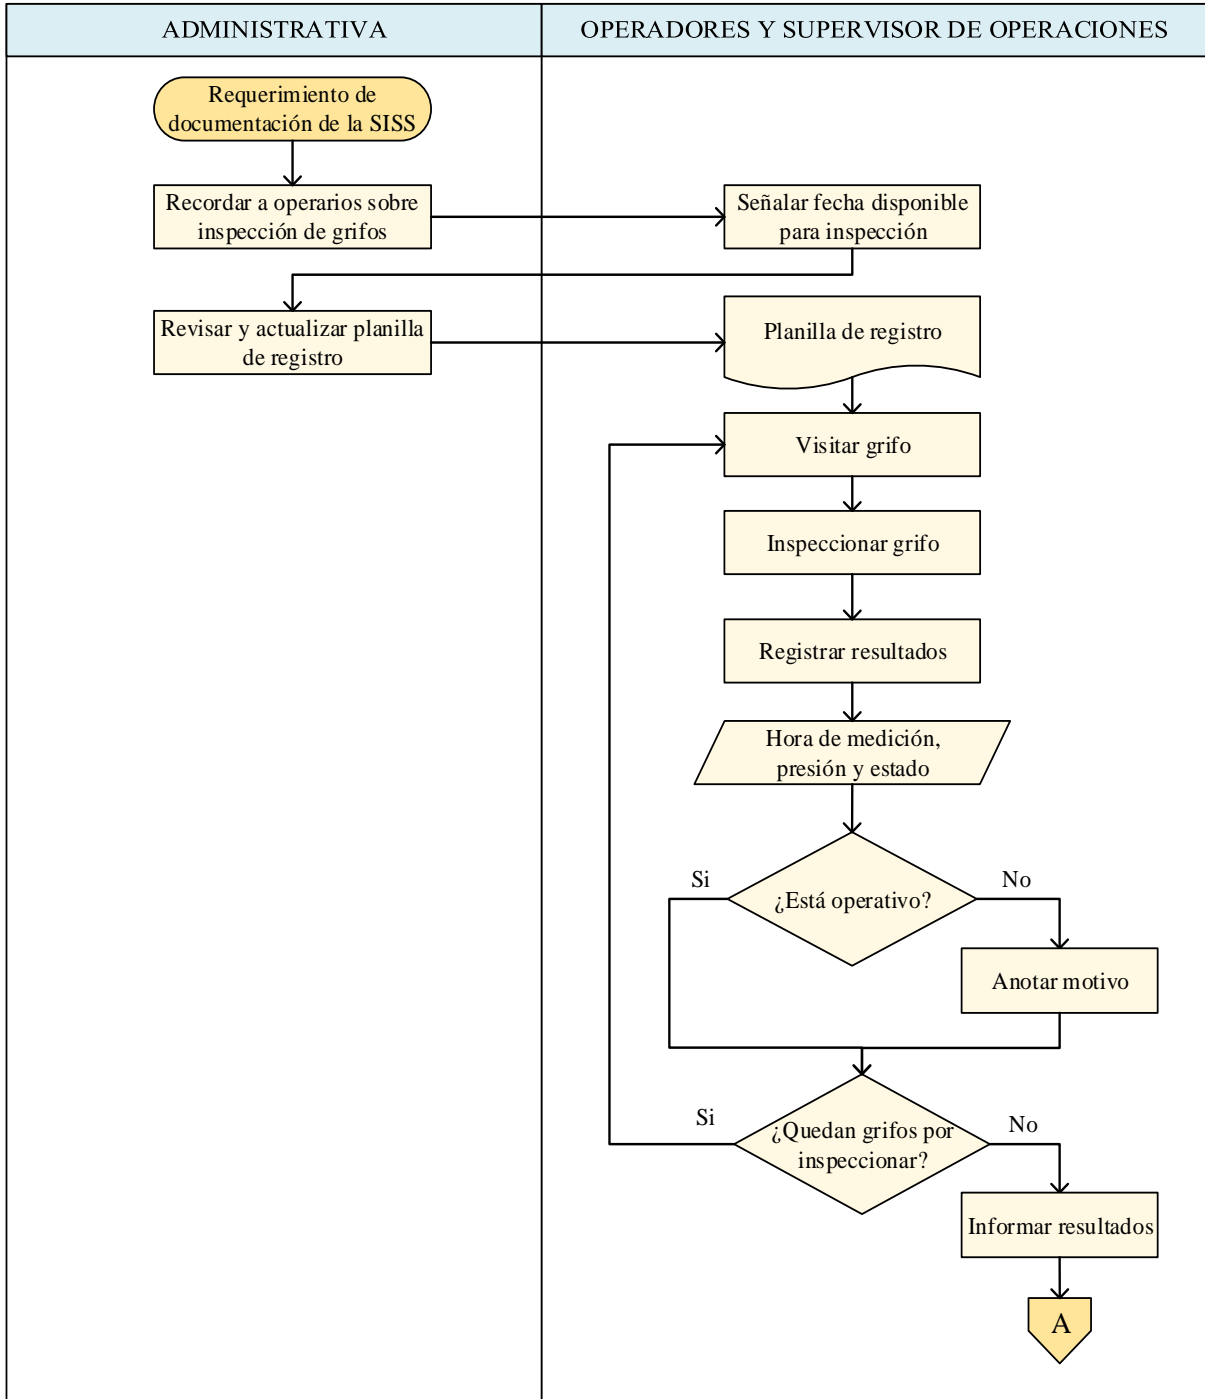 ADMINISTRATIVA
OPERADORES Y SUPERVISOR DE OPERACIONES
Requerimiento de
documentación de la SISS
Recordar a operarios sobre
inspección de grifos
Señalar fecha disponible
para inspección
Revisar y actualizar planilla
de registro
Planilla de registro
Visitar grifo
Inspeccionar grifo
Registrar resultados
Hora de medición,
presión y estado
Si
¿Está operativo?
No
Anotar motivo
Si
¿Quedan grifos por
inspeccionar?
No
Informar resultados
A